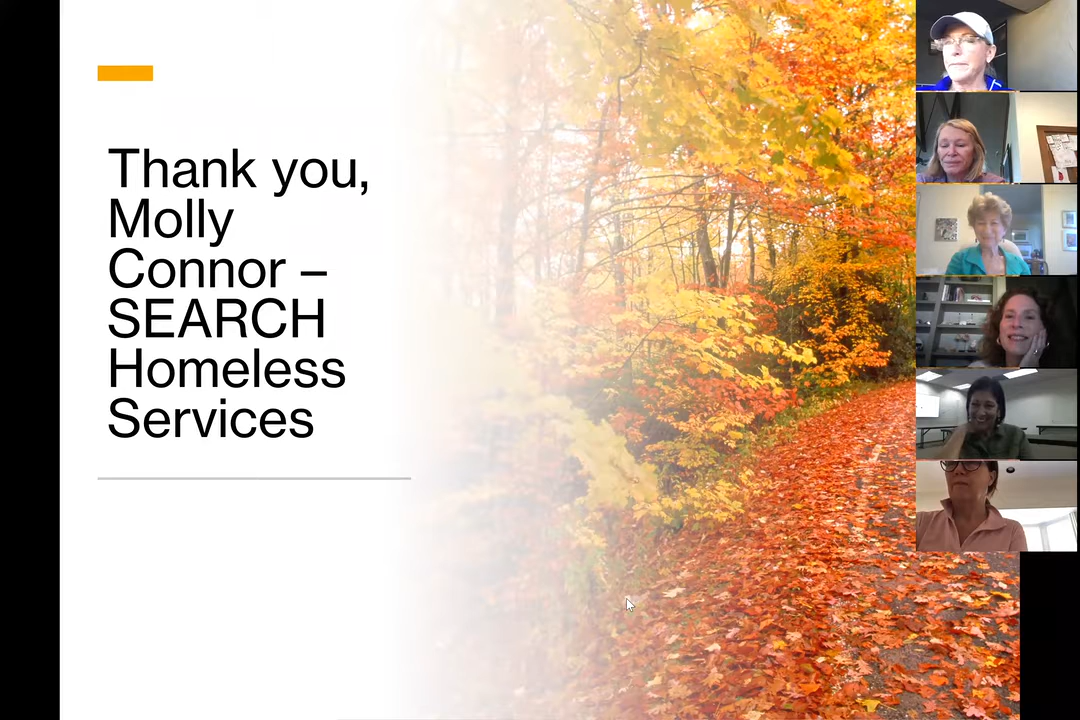 Thank you,
Molly
Connor –
SEARCH
Homeless
Services